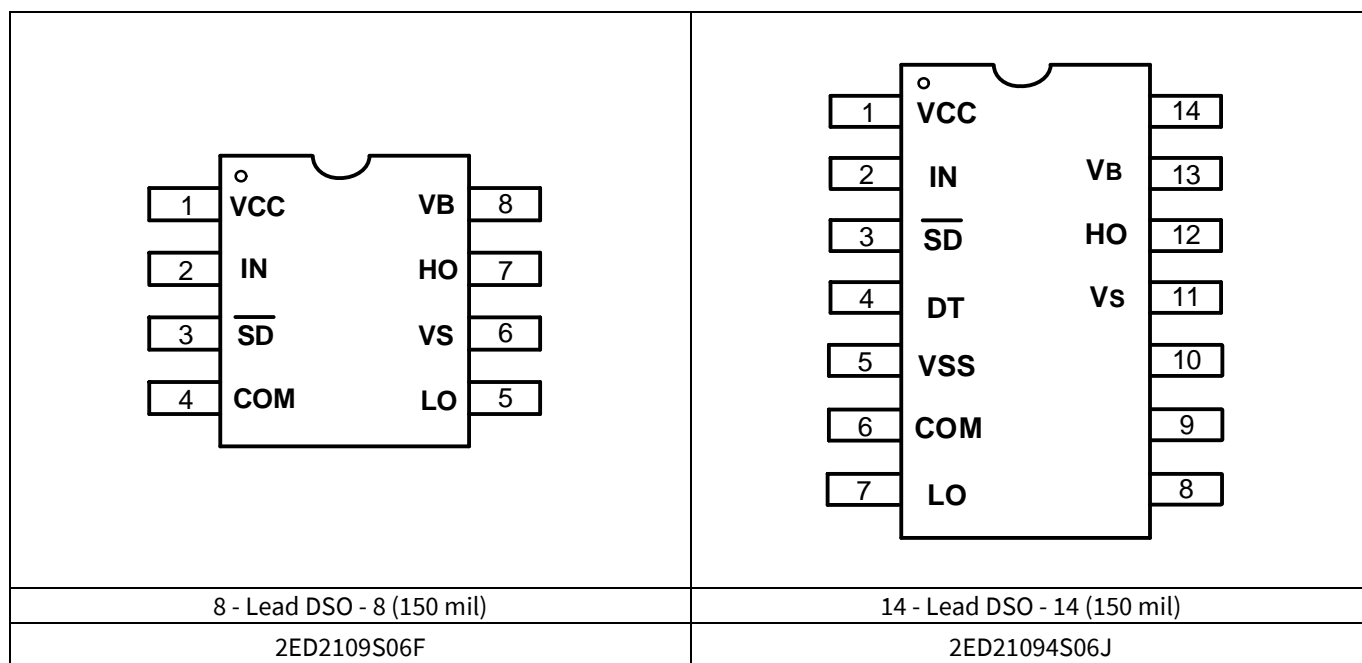 1 VCC VB 8
2 IN HO 7
3 SD VS 6
4 COM LO 5
8 - Lead DSO - 8 (150 mil)
2ED2109S06F
1 VCC 14
2 IN VB 13
3 SD HO 12
4 DT VS 11
5 VSS 10
6 COM 9
7 LO 8
14 - Lead DSO - 14 (150 mil)
2ED21094S06J